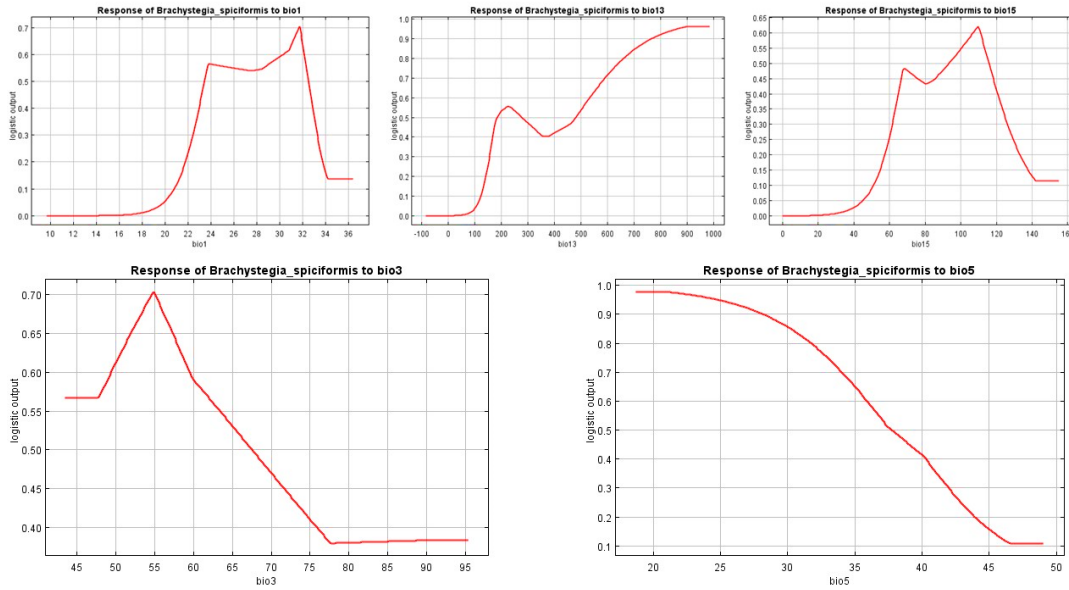 Response of Brachystegia_spiciformis to bio1
logistic output
0.7
0.6
0.5
0.4
0.3
0.2
0.1
0.0
10 12 14 16 18 20 22 24 26 28 30 32 34 36
bio1
Response of Brachystegia_spiciformis to bio13
logistic output
1.0
0.9
0.8
0.7
0.6
0.5
0.4
0.3
0.2
0.1
0.0
-100 0 100 200 300 400 500 600 700 800 900 1000
bio13
Response of Brachystegia_spiciformis to bio15
logistic output
0.65
0.60
0.55
0.50
0.45
0.40
0.35
0.30
0.25
0.20
0.15
0.10
0.05
0.00
0 20 40 60 80 100 120 140 160
bio15
Response of Brachystegia_spiciformis to bio3
logistic output
0.70
0.65
0.60
0.55
0.50
0.45
0.40
45 50 55 60 65 70 75 80 85 90 95
bio3
Response of Brachystegia_spiciformis to bio5
logistic output
1.0
0.9
0.8
0.7
0.6
0.5
0.4
0.3
0.2
0.1
20 25 30 35 40 45 50
bio5